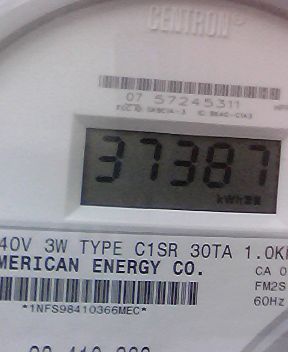 CENTRON®
07 57245311
37387
kWh
40V 3W TYPE C1SR 30TA 1.0K
MERICAN ENERGY CO.
CA 0
FM2S
60Hz
*1NFS98410366MEC*